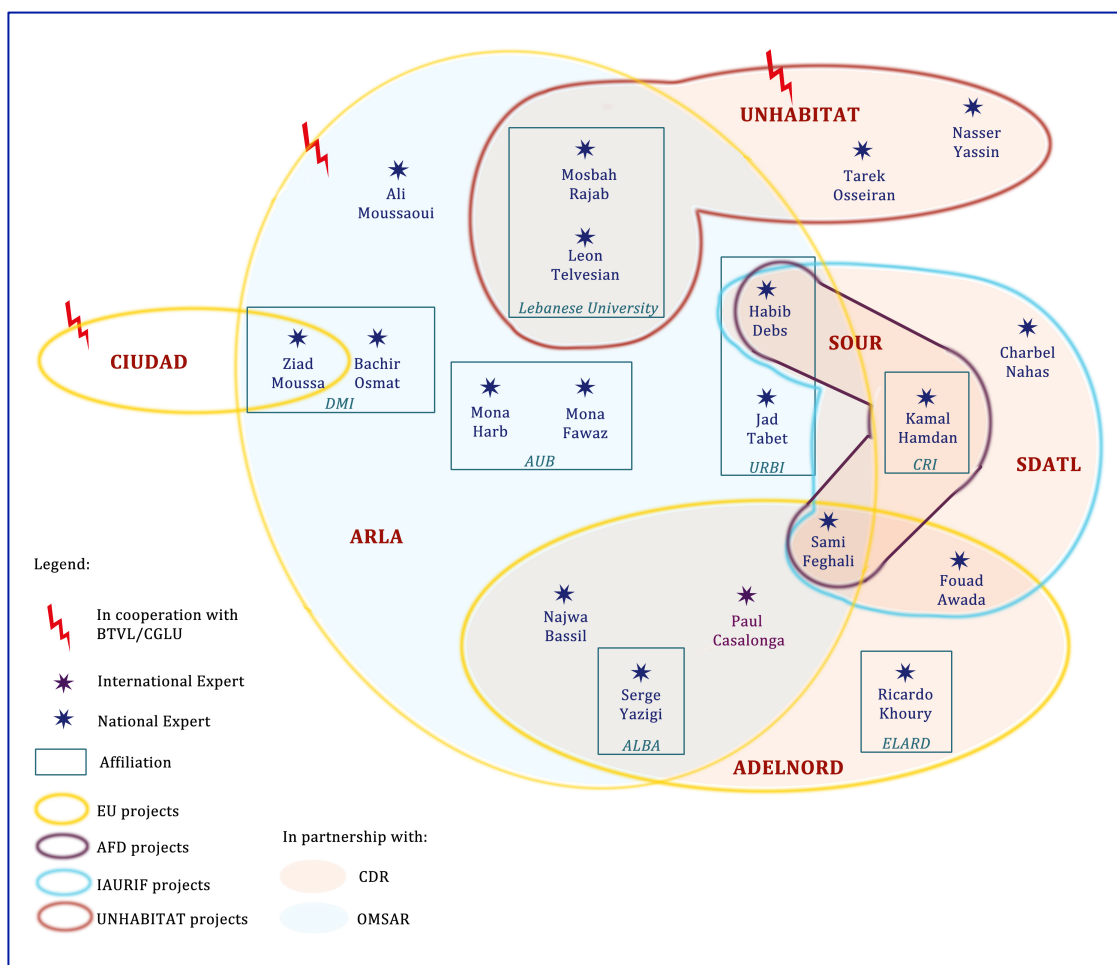 UNHABITAT
Nasser
Yassin
Tarek
Osseiran
Mosbah
Rajab
Leon
Telvesian
Lebanese University
Ali
Moussaoui
CIUDAD
Ziad
Moussa
Bachir
Osmat
DMI
Mona
Harb
Mona
Fawaz
AUB
Habib
Debs
Jad
Tabet
URBI
SOUR
Charbel
Nahas
Kamal
Hamdan
CRI
SDATL
ARLA
Sami
Feghali
Fouad
Awada
Najwa
Bassil
Paul
Casalonga
Serge
Yazigi
ALBA
Ricardo
Khoury
ELARD
ADELNORD
Legend:
In cooperation with
BTVL/CGLU
International Expert
National Expert
Affiliation
EU projects
AFD projects
IAURIF projects
UNHABITAT projects
In partnership with:
CDR
OMSAR